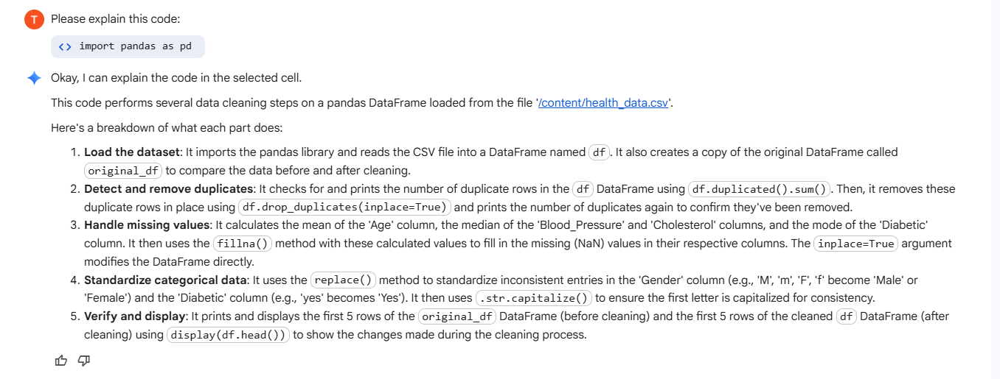 T Please explain this code:
<> import pandas as pd
Okay, I can explain the code in the selected cell.
This code performs several data cleaning steps on a pandas DataFrame loaded from the file '/content/health_data.csv'.
Here's a breakdown of what each part does:
1. Load the dataset: It imports the pandas library and reads the CSV file into a DataFrame named df. It also creates a copy of the original DataFrame called
original_df to compare the data before and after cleaning.
2. Detect and remove duplicates: It checks for and prints the number of duplicate rows in the df DataFrame using df.duplicated().sum(). Then, it removes these
duplicate rows in place using df.drop_duplicates(inplace=True) and prints the number of duplicates again to confirm they've been removed.
3. Handle missing values: It calculates the mean of the 'Age' column, the median of the 'Blood_Pressure' and 'Cholesterol' columns, and the mode of the 'Diabetic'
column. It then uses the fillna() method with these calculated values to fill in the missing (NaN) values in their respective columns. The inplace=True argument
modifies the DataFrame directly.
4. Standardize categorical data: It uses the replace() method to standardize inconsistent entries in the 'Gender' column (e.g., 'M', 'm', 'F', 'f' become 'Male' or
'Female') and the 'Diabetic' column (e.g., 'yes' becomes 'Yes'). It then uses .str.capitalize() to ensure the first letter is capitalized for consistency.
5. Verify and display: It prints and displays the first 5 rows of the original_df DataFrame (before cleaning) and the first 5 rows of the cleaned df DataFrame (after
cleaning) using display(df.head()) to show the changes made during the cleaning process.